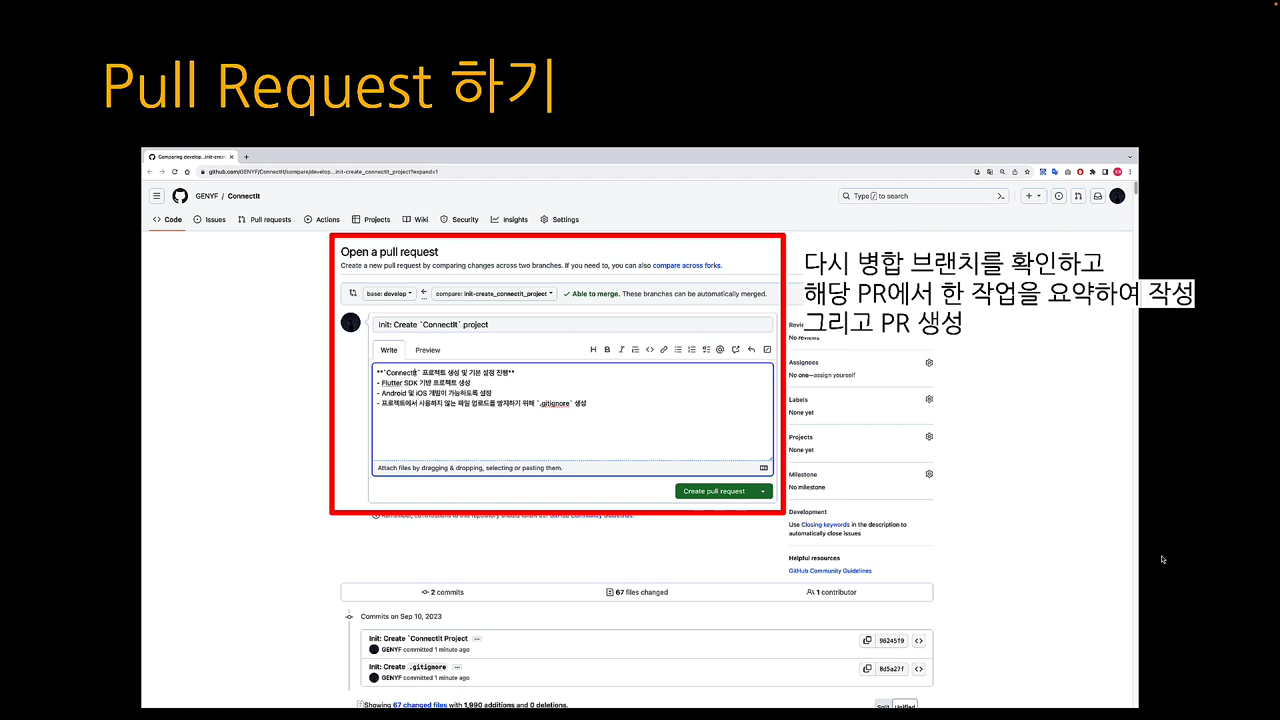 Pull Request 하기
Comparing develop...init-creat
github.com/GENYF/ConnectIt/compare/develop...init-create_connectit_project?expand=1
GENYF / ConnectIt
Type / to search
Code Issues Pull requests Actions Projects Wiki Security Insights Settings
Open a pull request
Create a new pull request by comparing changes across two branches. If you need to, you can also compare across forks.
base: develop compare: init-create_connectit_project Able to merge. These branches can be automatically merged.
다시 병합 브랜치를 확인하고
해당 PR에서 한 작업을 요약하여 작성
그리고 PR 생성
Init: Create `ConnectIt` project
Write Preview
**`ConnectIt` 프로젝트 생성 및 기본 설정 진행**
- Flutter SDK 기반 프로젝트 생성
- Android 및 iOS 개발이 가능하도록 설정
- 프로젝트에서 사용하지 않는 파일 업로드를 방지하기 위해 `.gitignore` 생성
Attach files by dragging & dropping, selecting or pasting them.
Create pull request
No reviews
Assignees
No one—assign yourself
Labels
None yet
Projects
None yet
Milestone
No milestone
Development
Use Closing keywords in the description to
automatically close issues
Helpful resources
GitHub Community Guidelines
2 commits 67 files changed 1 contributor
Commits on Sep 10, 2023
Init: Create `ConnectIt Project
GENYF committed 1 minute ago
96245f9
Init: Create .gitignore
GENYF committed 1 minute ago
0d5a27f
Showing 67 changed files with 1,990 additions and 0 deletions.
Split Unified